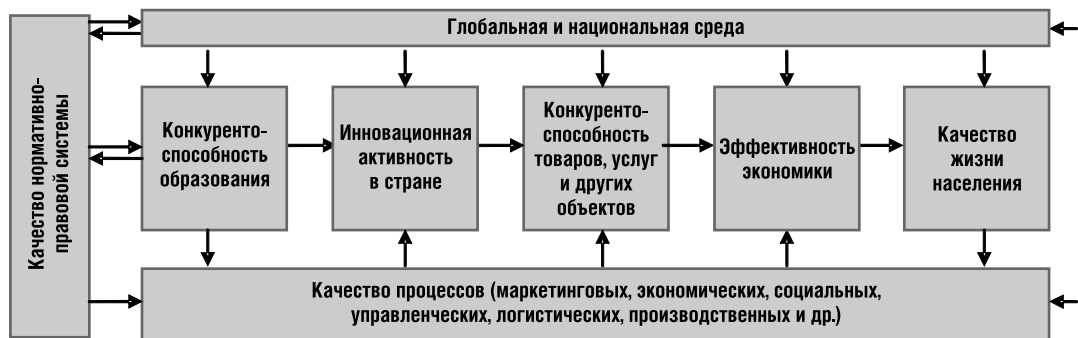 Качество нормативно-
правовой системы
Глобальная и национальная среда
Конкуренто-
способность
образования
Инновационная
активность
в стране
Конкуренто-
способность
товаров, услуг
и других
объектов
Эффективность
экономики
Качество
жизни
населения
Качество процессов (маркетинговых, экономических, социальных,
управленческих, логистических, производственных и др.)